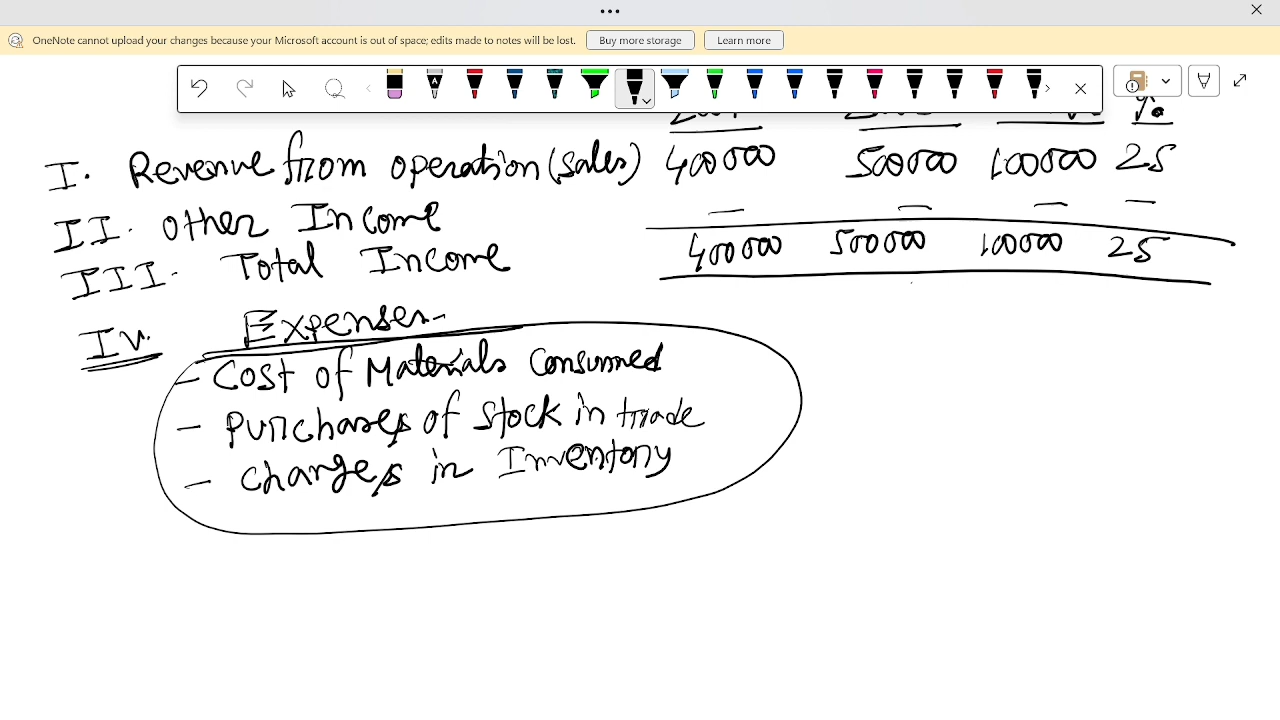 OneNote cannot upload your changes because your Microsoft account is out of space; edits made to notes will be lost. Buy more storage Learn more
%
I. Revenue from operation (sales) 400000 500000 100000 25
II. Other Income — — — —
III. Total Income 400000 500000 100000 25
IV. Expenses-
- Cost of Materials Consumed
- Purchases of Stock in trade
- Changes in Inventory